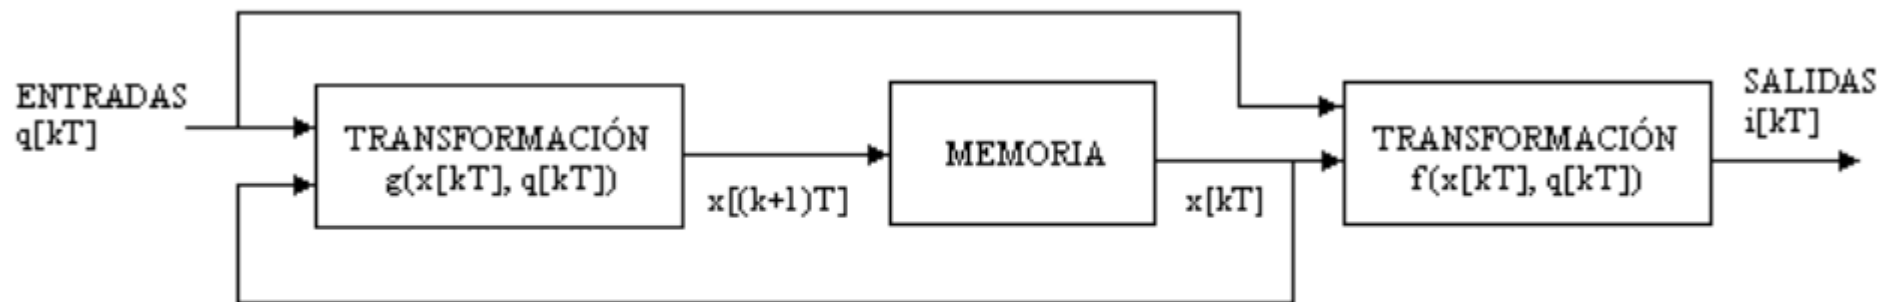 ENTRADAS
q[kT]
TRANSFORMACIÓN
g(x[kT], q[kT])
x[(k+1)T]
MEMORIA
x[kT]
TRANSFORMACIÓN
f(x[kT], q[kT])
SALIDAS
i[kT]